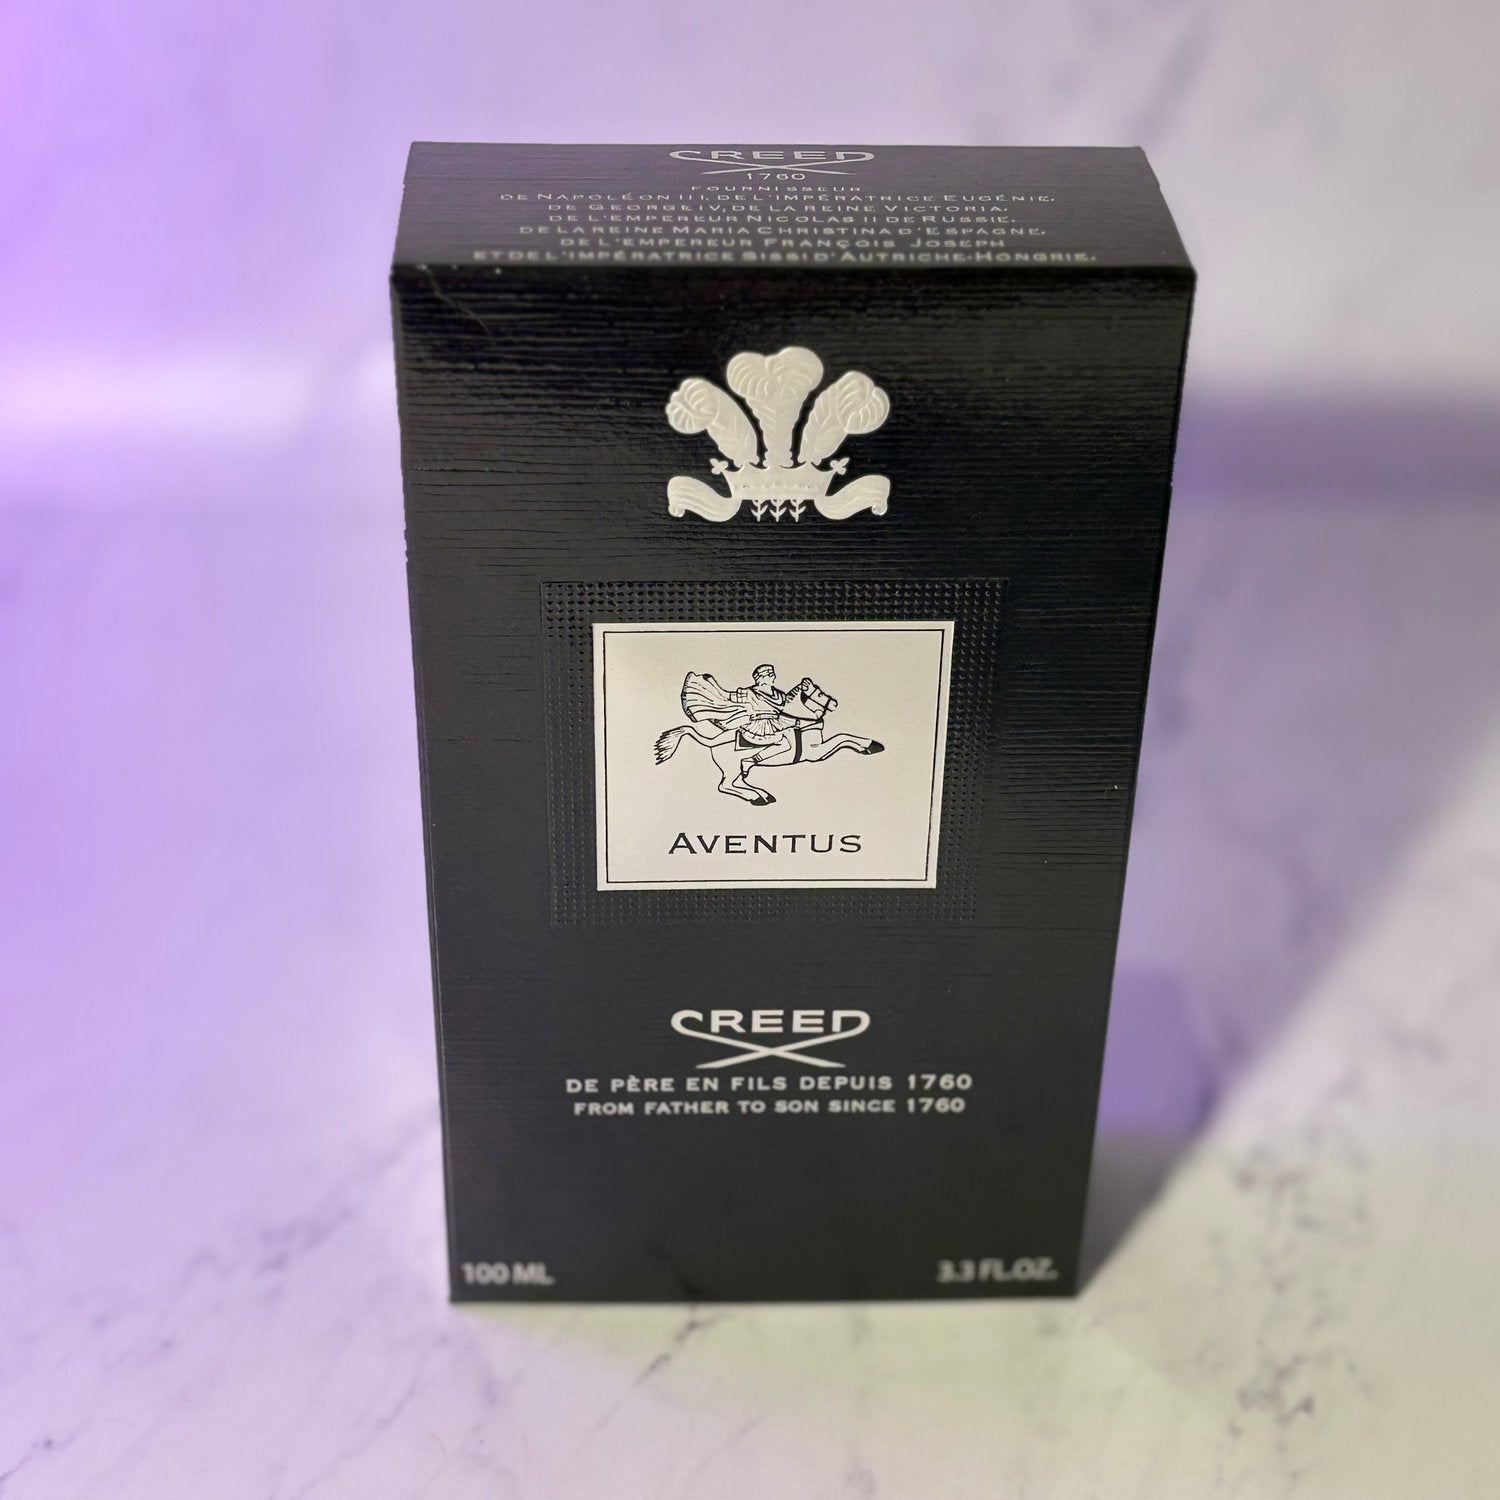 CREED
1760
FOURNISSEUR
DE NAPOLÉON III, DE L'IMPÉRATRICE EUGÉNIE,
DE GEORGE IV, DE LA REINE VICTORIA,
DE L'EMPEREUR NICOLAS II DE RUSSIE,
DE LA REINE MARIA CHRISTINA D'ESPAGNE,
DE L'EMPEREUR FRANÇOIS JOSEPH
ET DE L'IMPÉRATRICE SISSI D'AUTRICHE-HONGRIE.
AVENTUS
CREED
DE PÈRE EN FILS DEPUIS 1760
FROM FATHER TO SON SINCE 1760
100 ML
3.3 FL.OZ.